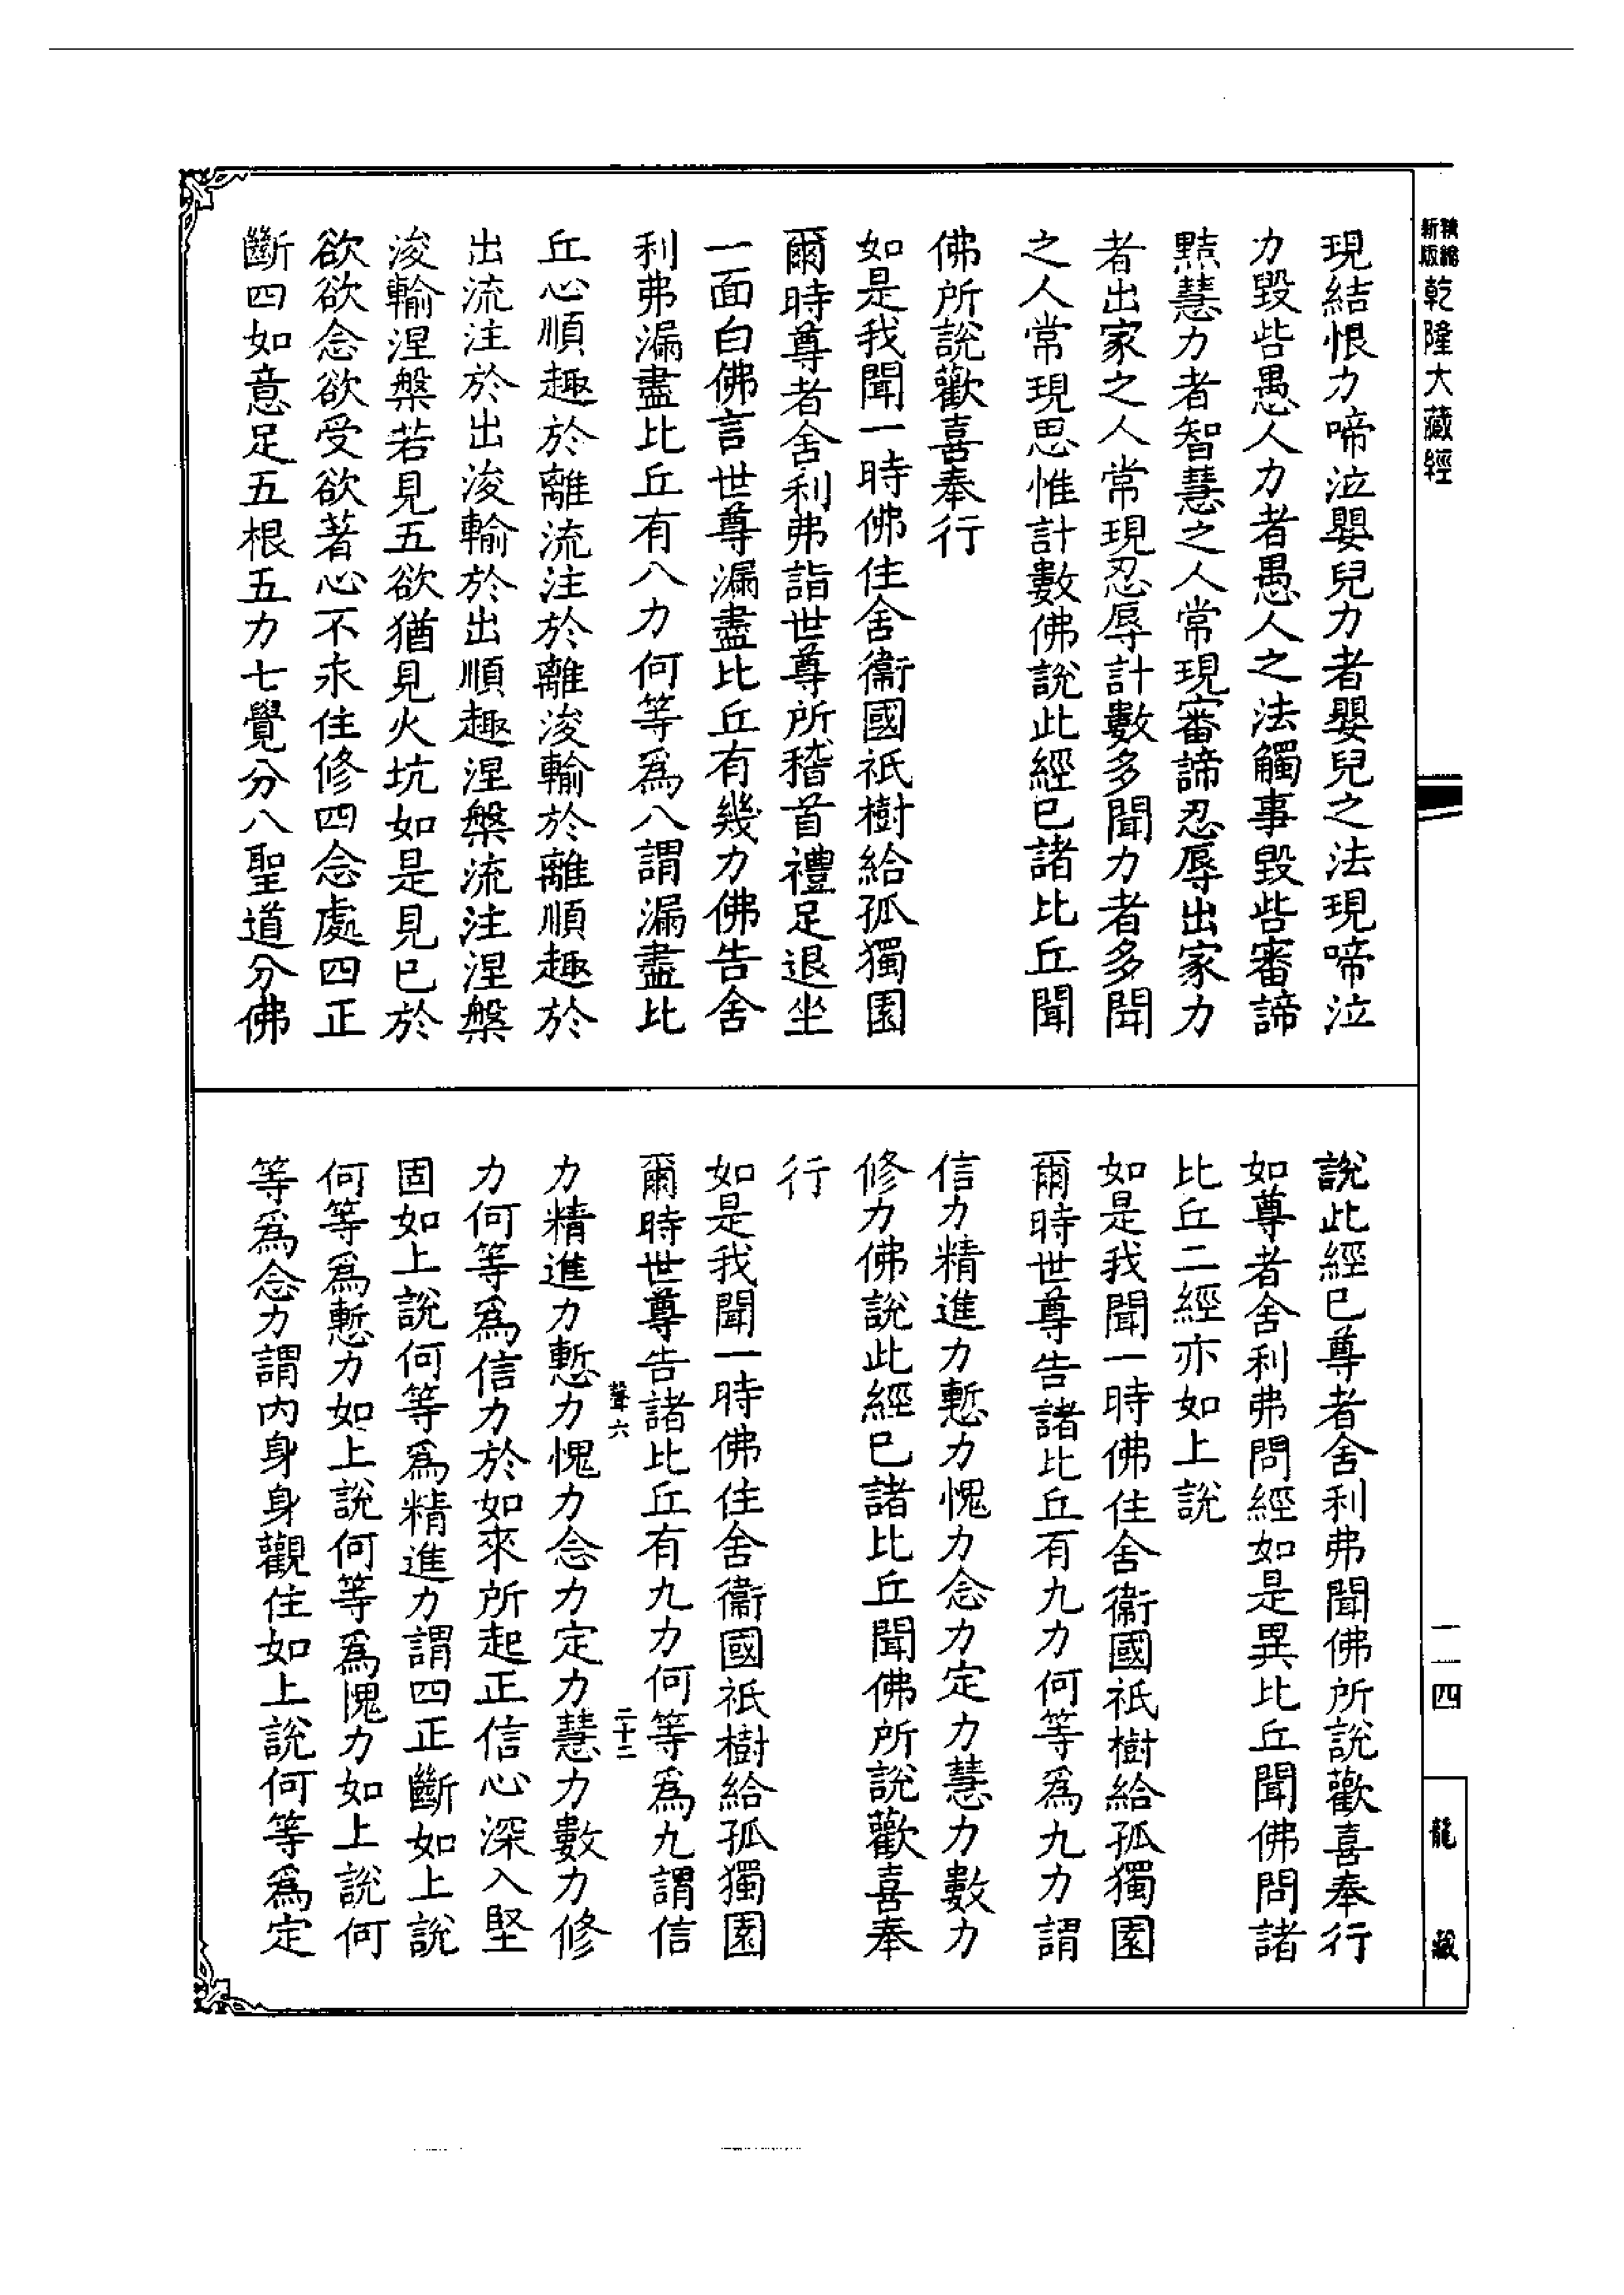 新版精縮乾隆大藏經
現結恨力啼泣嬰兒力者嬰兒之法現啼泣
力毀呰愚人力者愚人之法觸事毀呰審諦
黠慧力者智慧之人常現審諦忍辱出家力
者出家之人常現忍辱計數多聞力者多聞
之人常現思惟計數佛說此經已諸比丘聞
佛所說歡喜奉行
如是我聞一時佛住舍衞國祇樹給孤獨園
爾時尊者舍利弗詣世尊所稽首禮足退坐
一面白佛言世尊漏盡比丘有幾力佛告舍
利弗漏盡比丘有八力何等爲八謂漏盡比
丘心順趣於離流注於離浚輸於離順趣於
出流注於出浚輸於出順趣涅槃流注涅槃
浚輸涅槃若見五欲猶見火坑如是見已於
欲欲念欲受欲著心不永住修四念處四正
斷四如意足五根五力七覺分八聖道分佛
說此經已尊者舍利弗聞佛所說歡喜奉行
如尊者舍利弗問經如是異比丘聞佛問諸
比丘二經亦如上說
如是我聞一時佛住舍衞國祇樹給孤獨園
爾時世尊告諸比丘有九力何等爲九力謂
信力精進力慙力愧力念力定力慧力數力
修力佛說此經已諸比丘聞佛所說歡喜奉
行
如是我聞一時佛住舍衞國祇樹給孤獨園
爾時世尊告諸比丘有九力何等爲九謂信
聲六 二十二
力精進力慙力愧力念力定力慧力數力修
力何等爲信力於如來所起正信心深入堅
固如上說何等爲精進力謂四正斷如上說
何等爲慙力如上說何等爲愧力如上說何
等爲念力謂內身身觀住如上說何等爲定
二一四
龍藏